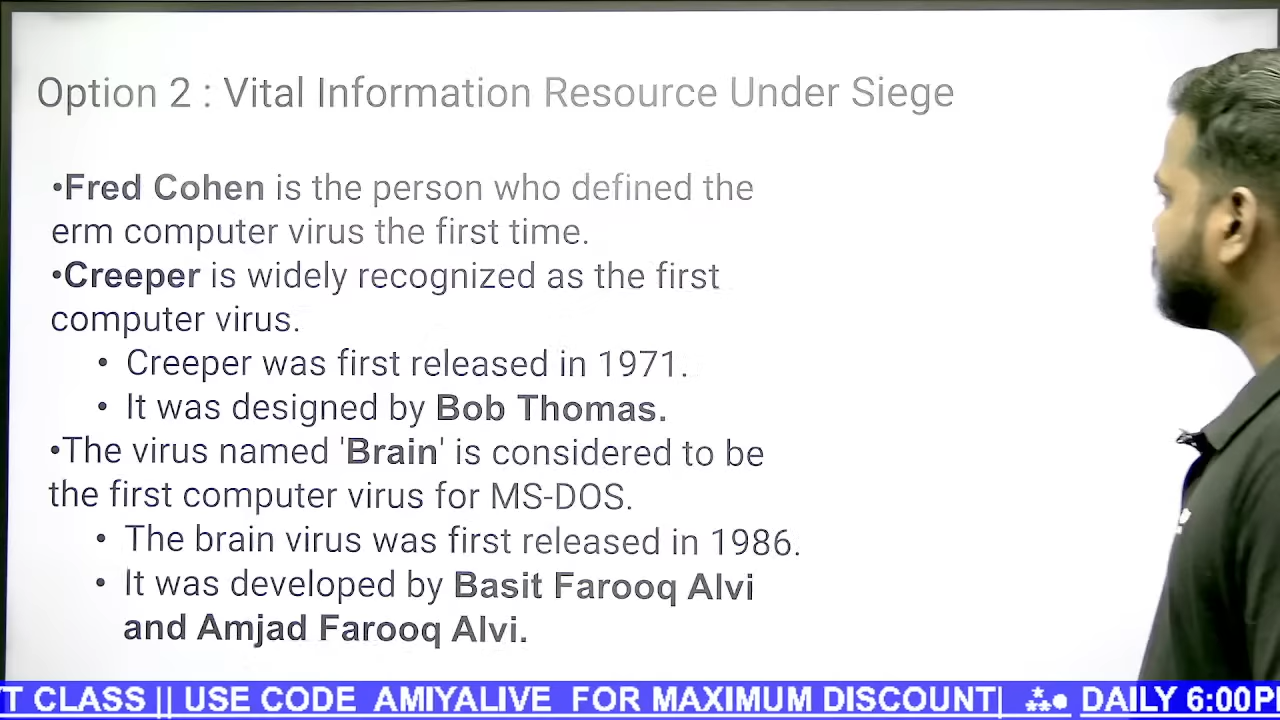 Option 2 : Vital Information Resource Under Siege
•Fred Cohen is the person who defined the
erm computer virus the first time.
•Creeper is widely recognized as the first
computer virus.
• Creeper was first released in 1971.
• It was designed by Bob Thomas.
•The virus named 'Brain' is considered to be
the first computer virus for MS-DOS.
• The brain virus was first released in 1986.
• It was developed by Basit Farooq Alvi
and Amjad Farooq Alvi.
T CLASS || USE CODE AMIYALIVE FOR MAXIMUM DISCOUNT| DAILY 6:00P